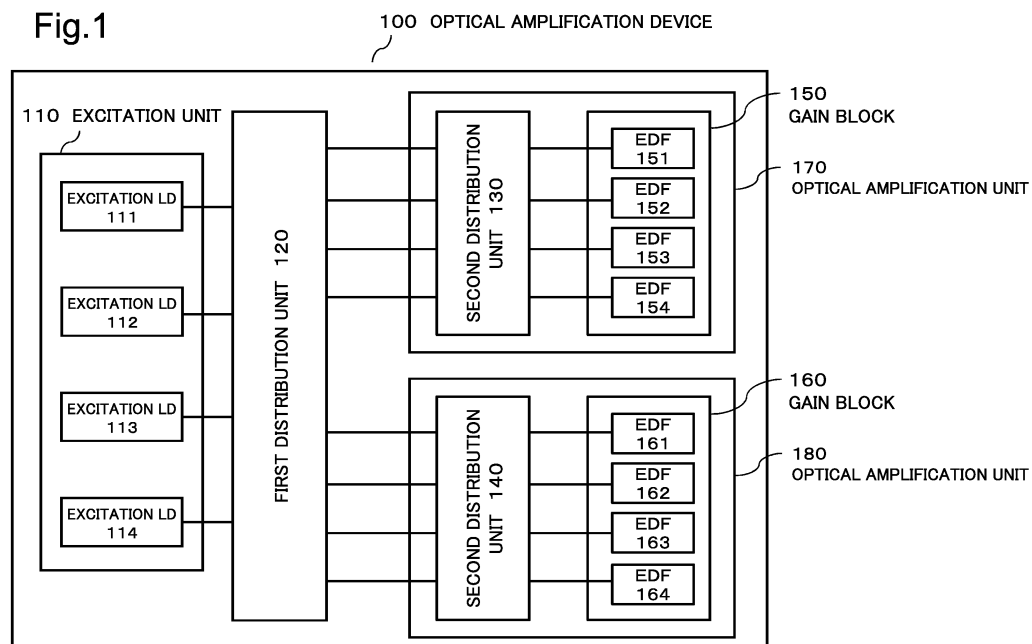 Fig.1
100 OPTICAL AMPLIFICATION DEVICE
110 EXCITATION UNIT
EXCITATION LD
111
EXCITATION LD
112
EXCITATION LD
113
EXCITATION LD
114
FIRST DISTRIBUTION UNIT 120
SECOND DISTRIBUTION
UNIT 130
EDF
151
EDF
152
EDF
153
EDF
154
150
GAIN BLOCK
170
OPTICAL AMPLIFICATION UNIT
SECOND DISTRIBUTION
UNIT 140
EDF
161
EDF
162
EDF
163
EDF
164
160
GAIN BLOCK
180
OPTICAL AMPLIFICATION UNIT